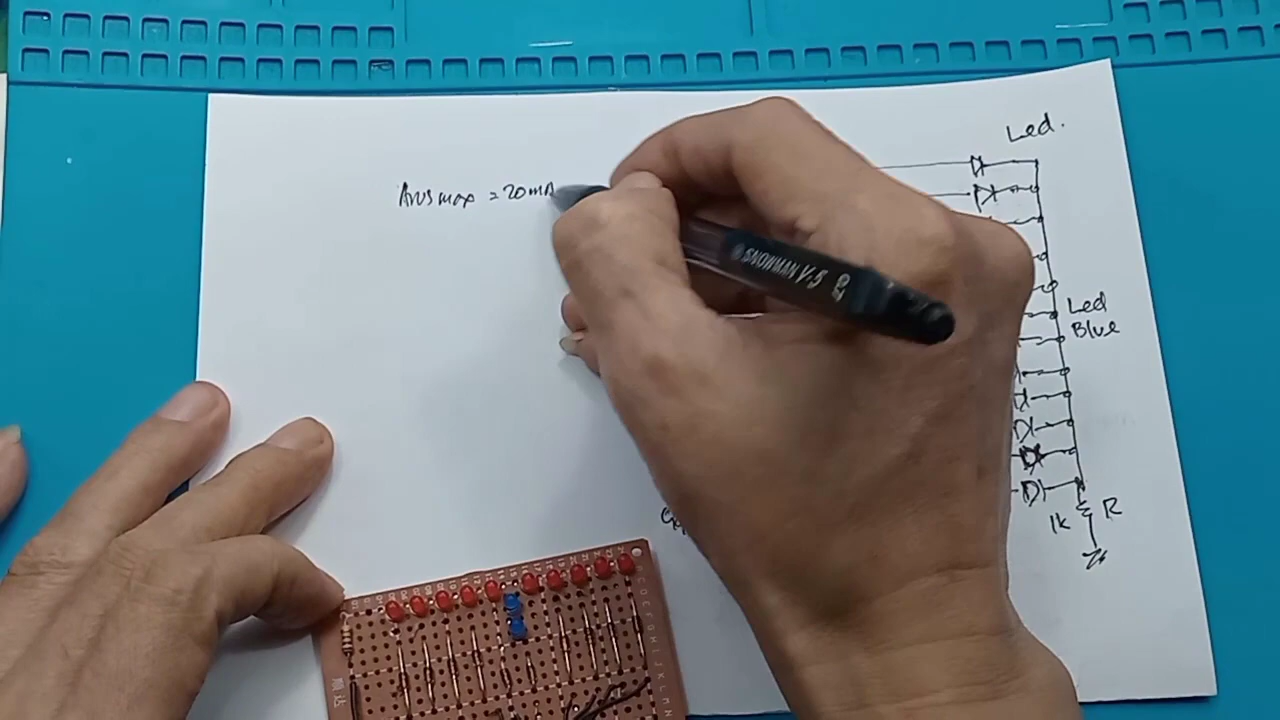 Led.
Arus max = 20mA
SNOWMAN V-5
Led
Blue
1k R